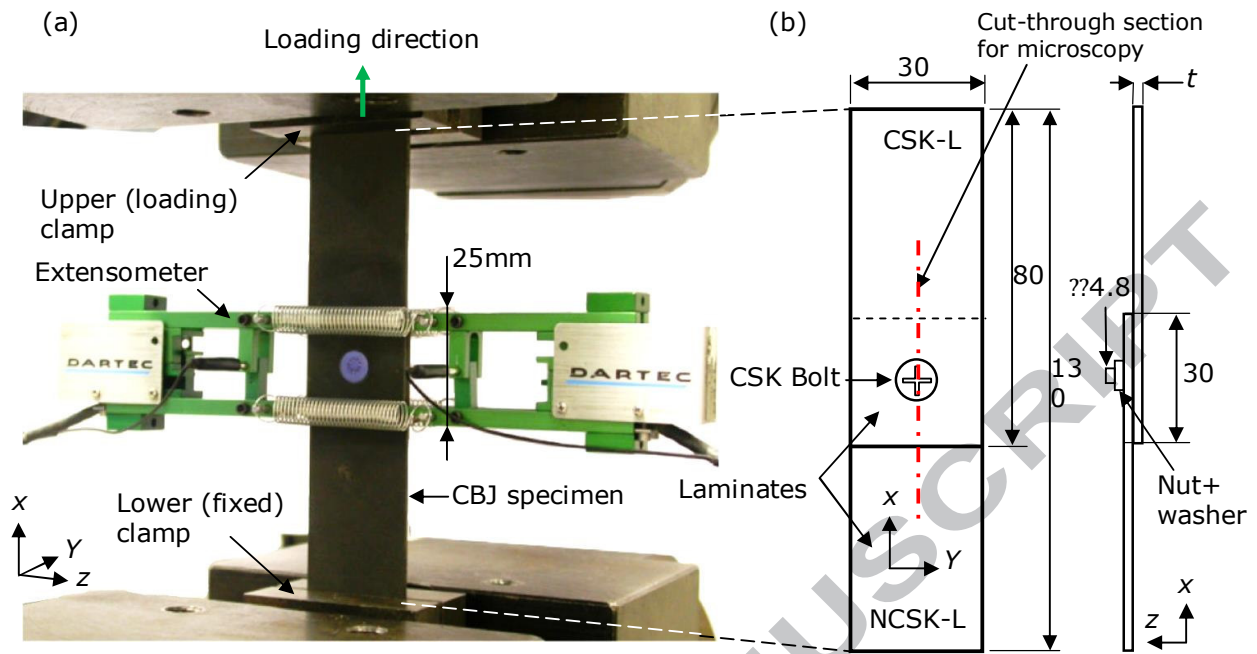 (a)
Loading direction
Upper (loading)
clamp
Extensometer
25mm
DARTEC
DARTEC
CBJ specimen
Lower (fixed)
clamp
x
Y
z
(b)
Cut-through section
for microscopy
30
t
CSK-L
80
??4.8
CSK Bolt
13
0
30
Laminates
Nut+
washer
x
Y
NCSK-L
x
z
USCRIPT